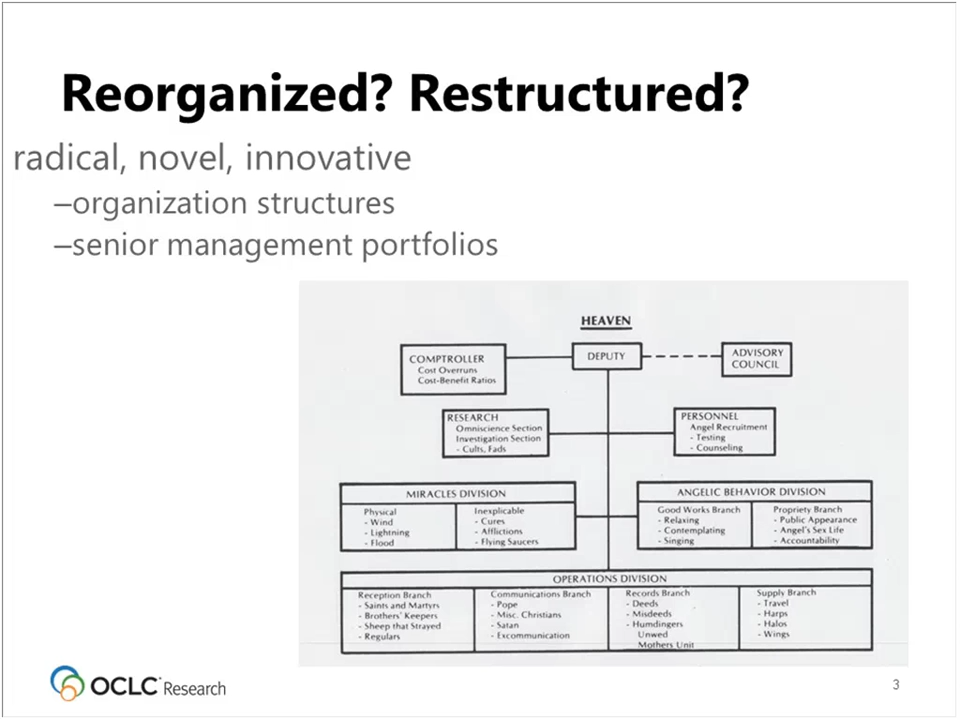 Reorganized? Restructured?
radical, novel, innovative
–organization structures
–senior management portfolios
HEAVEN
COMPTROLLER
Cost Overruns
Cost-Benefit Ratios
DEPUTY
ADVISORY
COUNCIL
RESEARCH
Omniscience Section
Investigation Section
- Cults, Fads
PERSONNEL
Angel Recruitment
- Testing
- Counseling
MIRACLES DIVISION
Physical
- Wind
- Lightning
- Flood
Inexplicable
- Cures
- Afflictions
- Flying Saucers
ANGELIC BEHAVIOR DIVISION
Good Works Branch
- Relaxing
- Contemplating
- Singing
Propriety Branch
- Public Appearance
- Angel's Sex Life
- Accountability
OPERATIONS DIVISION
Reception Branch
- Saints and Martyrs
- Brothers' Keepers
- Sheep that Strayed
- Regulars
Communications Branch
- Pope
- Misc. Christians
- Satan
- Excommunication
Records Branch
- Deeds
- Misdeeds
- Humdingers
Unwed
Mothers Unit
Supply Branch
- Travel
- Harps
- Halos
- Wings
OCLC Research
3